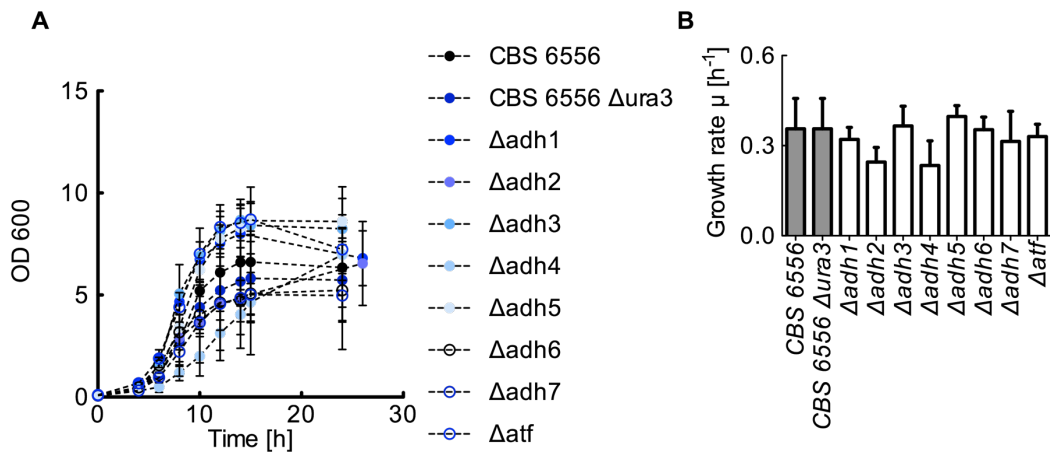 A
OD 600
15
10
5
0
0
10
20
30
Time [h]
CBS 6556
CBS 6556 Δura3
Δadh1
Δadh2
Δadh3
Δadh4
Δadh5
Δadh6
Δadh7
Δatf
B
Growth rate μ [h-1]
0.6
0.3
0.0
CBS 6556
CBS 6556 Δura3
Δadh1
Δadh2
Δadh3
Δadh4
Δadh5
Δadh6
Δadh7
Δatf